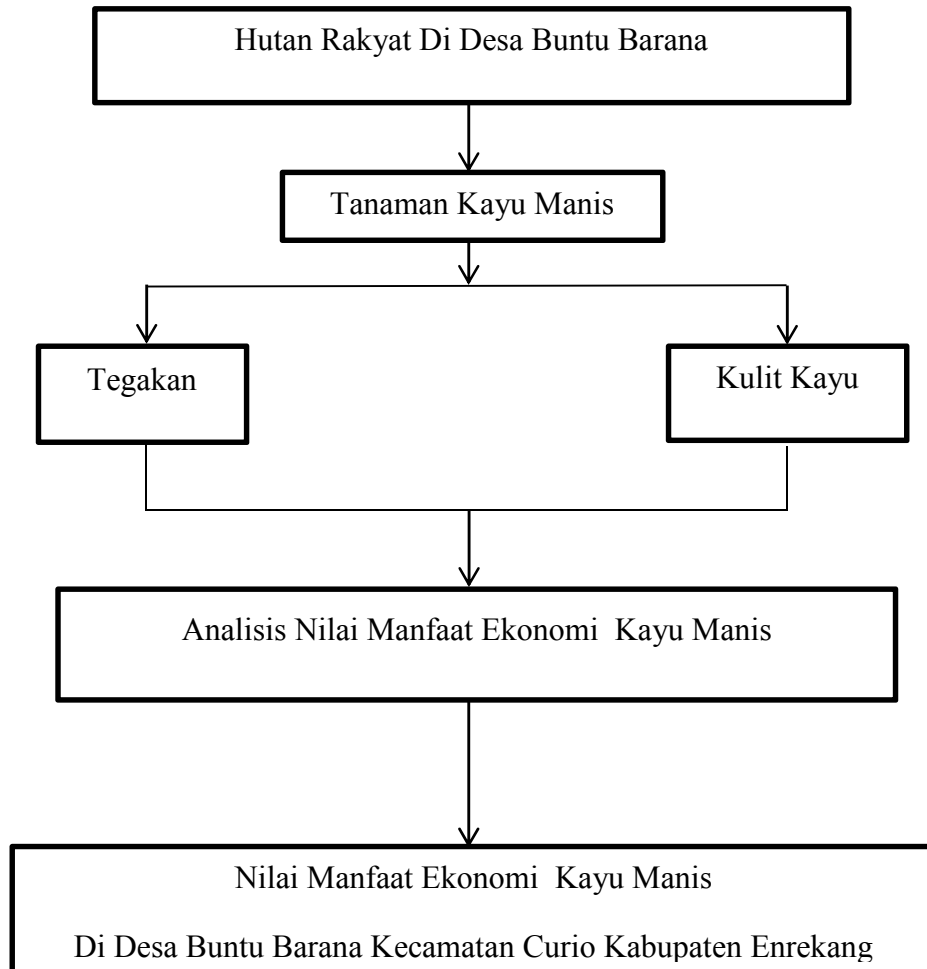 Hutan Rakyat Di Desa Buntu Barana
Tanaman Kayu Manis
Tegakan
Kulit Kayu
Analisis Nilai Manfaat Ekonomi Kayu Manis
Nilai Manfaat Ekonomi Kayu Manis
Di Desa Buntu Barana Kecamatan Curio Kabupaten Enrekang